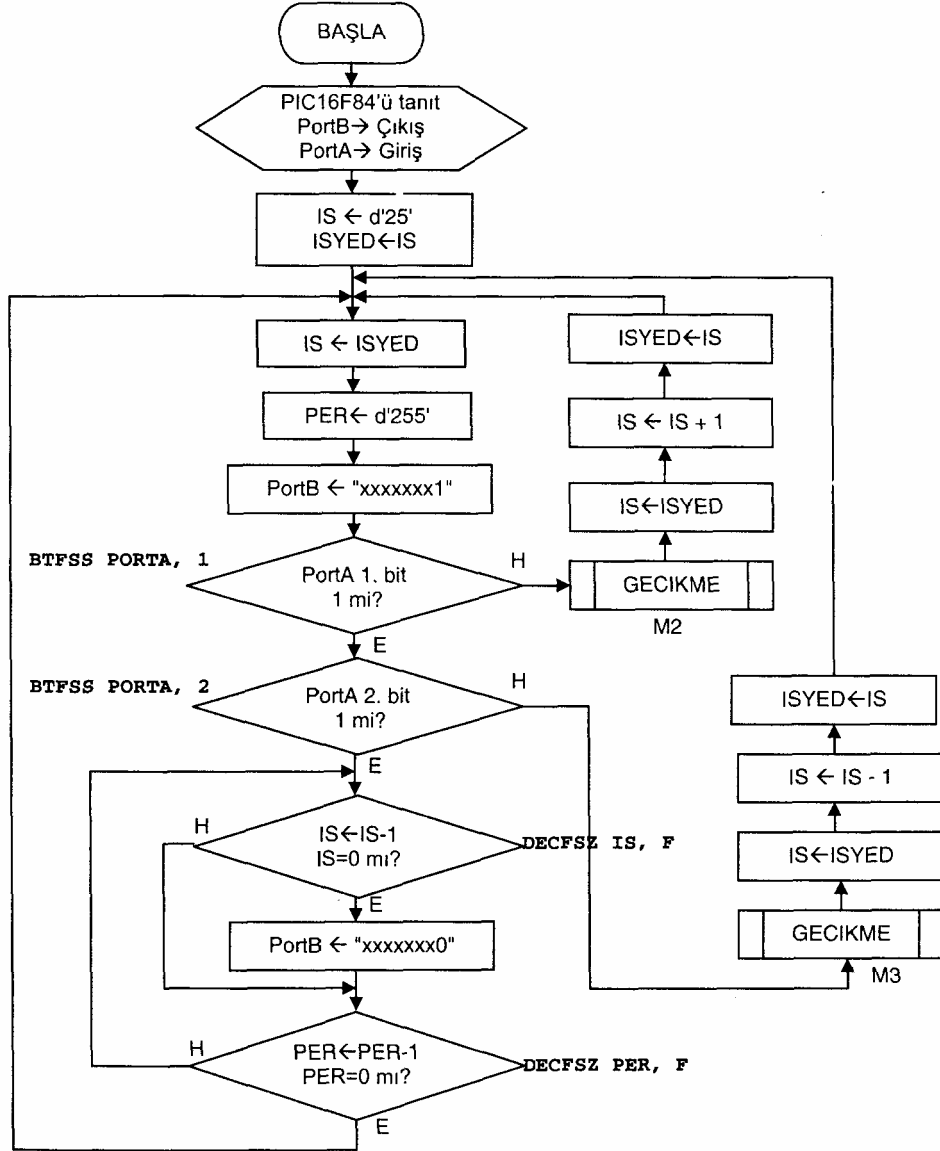 BAŞLA
PIC16F84'ü tanıt
PortB→ Çıkış
PortA→ Giriş
IS ← d'25'
ISYED←IS
IS ← ISYED
PER← d'255'
PortB ← "xxxxxxx1"
BTFSS PORTA, 1
PortA 1. bit
1 mi?
H
E
GECIKME
M2
IS←ISYED
IS ← IS + 1
ISYED←IS
BTFSS PORTA, 2
PortA 2. bit
1 mi?
H
E
GECIKME
M3
IS←ISYED
IS ← IS - 1
ISYED←IS
H
IS←IS-1
IS=0 mı?
DECFSZ IS, F
E
PortB ← "xxxxxxx0"
H
PER←PER-1
PER=0 mı?
DECFSZ PER, F
E